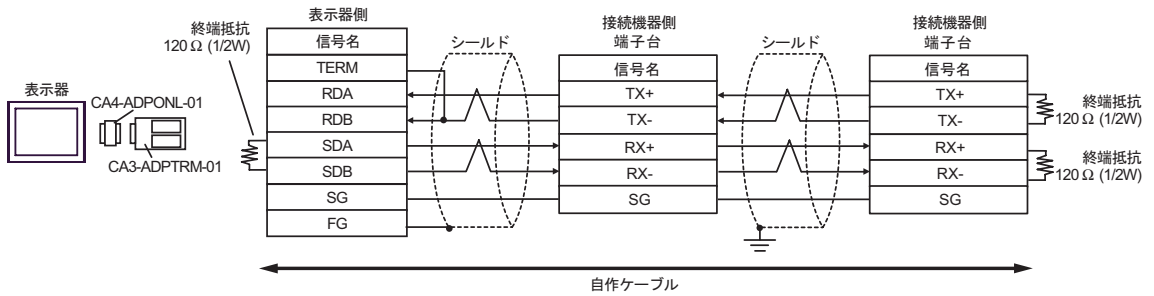 表示器
CA4-ADPONL-01
CA3-ADPTRM-01
終端抵抗
120Ω (1/2W)
表示器側
信号名
TERM
RDA
RDB
SDA
SDB
SG
FG
シールド
接続機器側
端子台
信号名
TX+
TX-
RX+
RX-
SG
シールド
接続機器側
端子台
信号名
TX+
TX-
RX+
RX-
SG
終端抵抗
120Ω (1/2W)
終端抵抗
120Ω (1/2W)
自作ケーブル